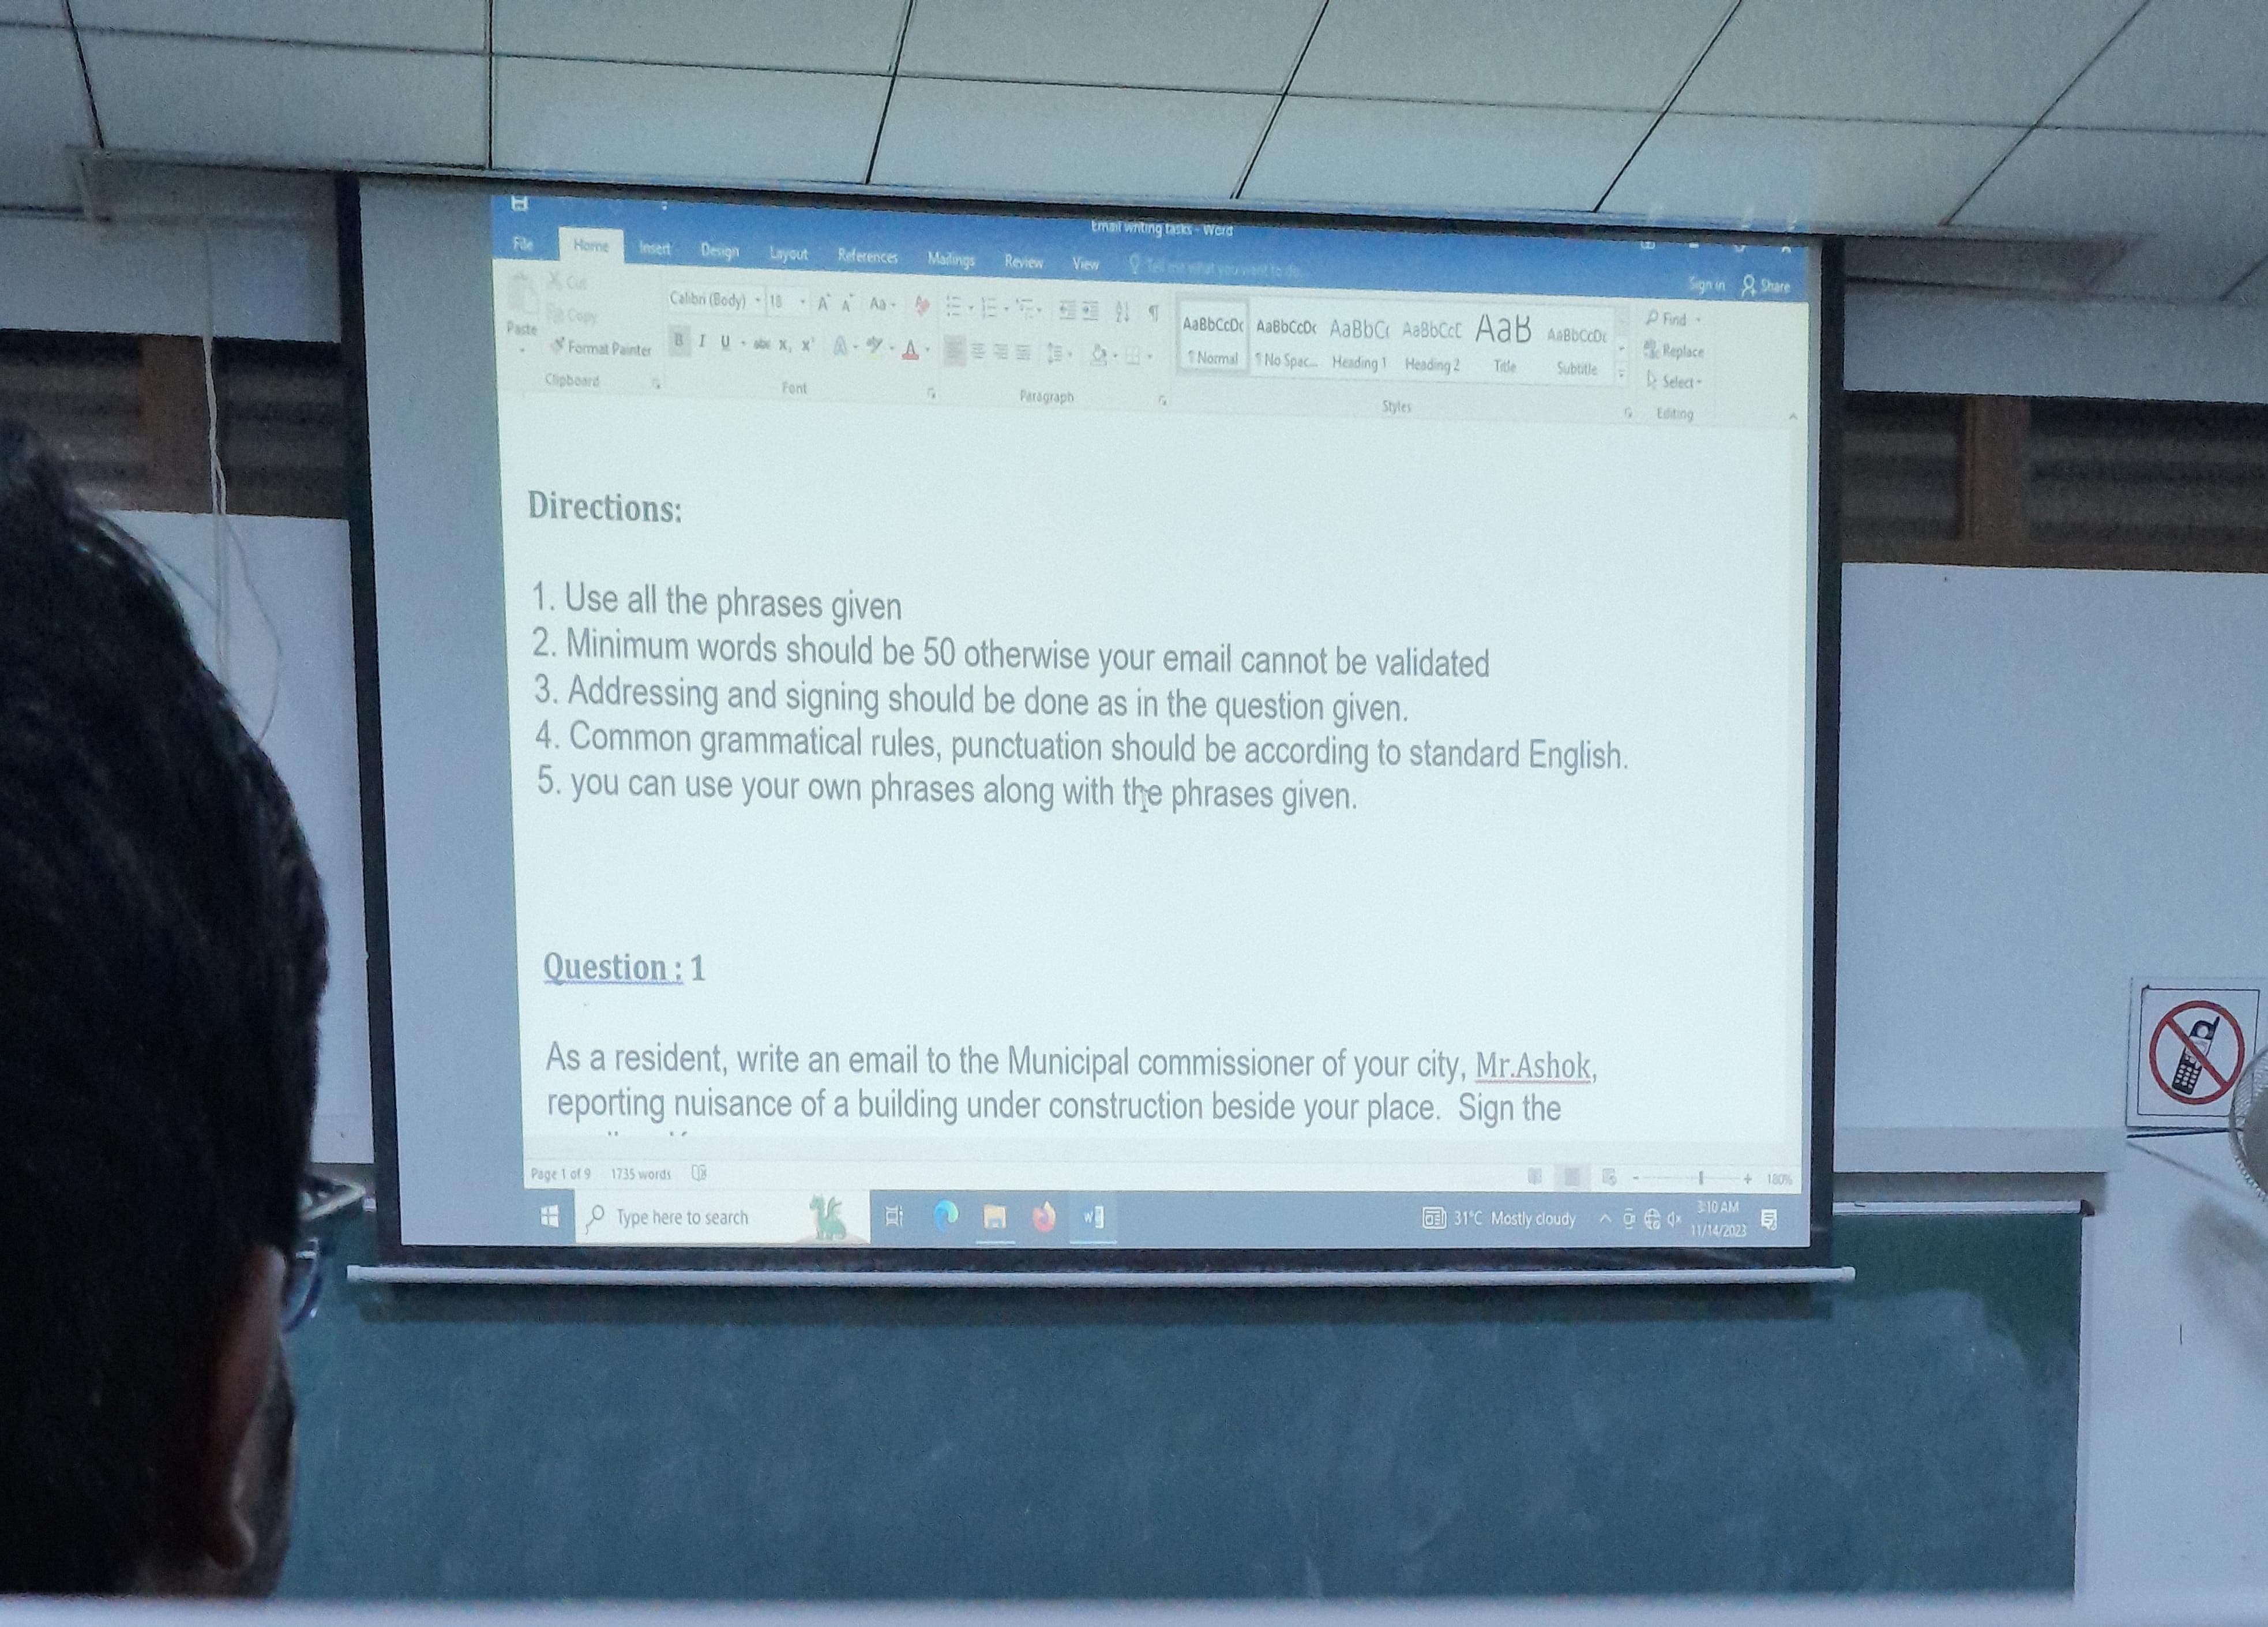 Email writing tasks - Word
File Home Insert Design Layout References Mailings Review View Tell me what you want to do...
Sign in Share
Cut
Copy
Paste
Format Painter
Clipboard
Calibri (Body) 18 A A Aa
B I U abc X, X' A
Font
Paragraph
AaBbCcDc AaBbCcDc AaBbCc AaBbCcC AaB AaBbCcDc
¶ Normal ¶ No Spac... Heading 1 Heading 2 Title Subtitle
Styles
Find
Replace
Select
Editing
Directions:
1. Use all the phrases given
2. Minimum words should be 50 otherwise your email cannot be validated
3. Addressing and signing should be done as in the question given.
4. Common grammatical rules, punctuation should be according to standard English.
5. you can use your own phrases along with the phrases given.
Question : 1
As a resident, write an email to the Municipal commissioner of your city, Mr.Ashok,
reporting nuisance of a building under construction beside your place. Sign the
Page 1 of 9 1735 words
180%
Type here to search
31°C Mostly cloudy
3:10 AM
11/14/2023